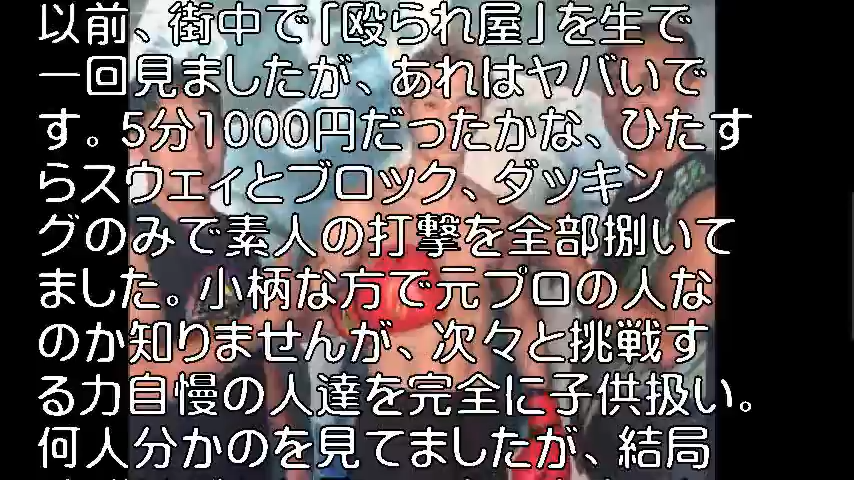 以前、街中で「殴られ屋」を生で
一回見ましたが、あれはヤバいで
す。5分1000円だったかな、ひたす
らスウェイとブロック、ダッキン
グのみで素人の打撃を全部捌いて
ました。小柄な方で元プロの人な
のか知りませんが、次々と挑戦す
る力自慢の人達を完全に子供扱い。
何人分かのを見てましたが、結局